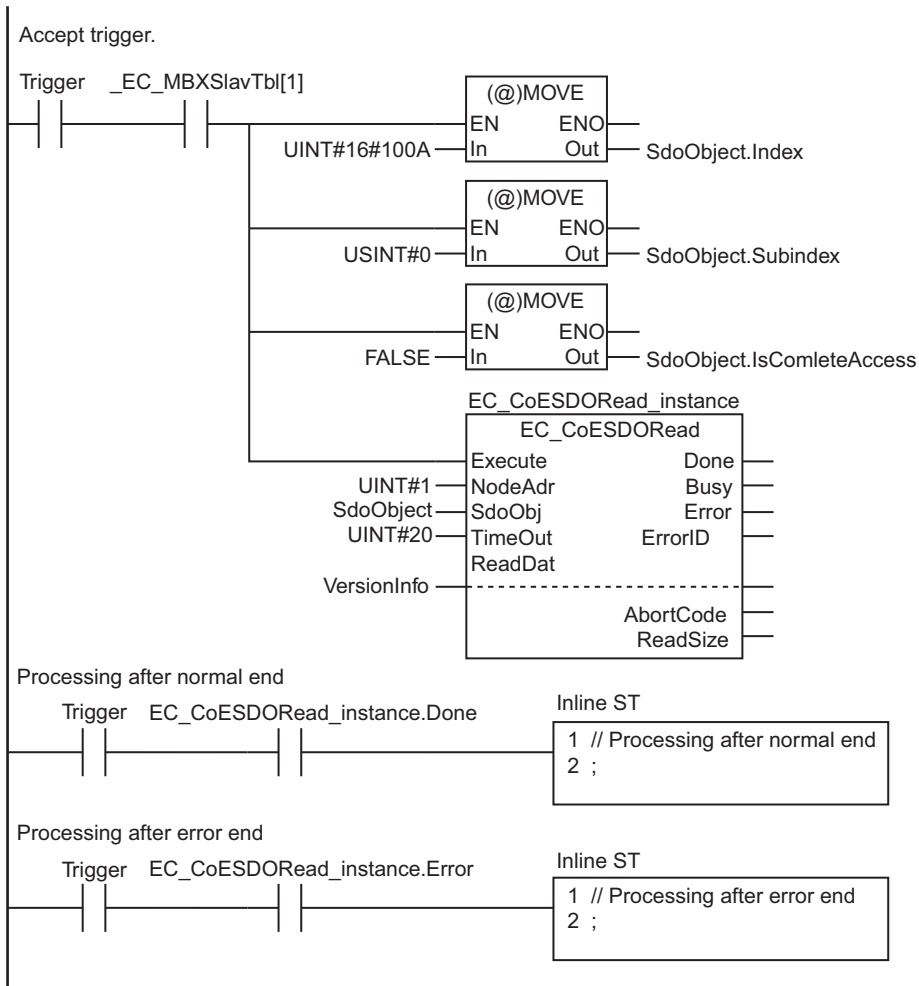 Accept trigger.
Trigger _EC_MBXSlavTbl[1]
(@)MOVE
EN ENO
UINT#16#100A In Out SdoObject.Index
(@)MOVE
EN ENO
USINT#0 In Out SdoObject.Subindex
(@)MOVE
EN ENO
FALSE In Out SdoObject.IsComleteAccess
EC_CoESDORead_instance
EC_CoESDORead
Execute Done
UINT#1 NodeAdr Busy
SdoObject SdoObj Error
UINT#20 TimeOut ErrorID
ReadDat
VersionInfo
AbortCode
ReadSize
Processing after normal end
Trigger EC_CoESDORead_instance.Done
Inline ST
1 // Processing after normal end
2 ;
Processing after error end
Trigger EC_CoESDORead_instance.Error
Inline ST
1 // Processing after error end
2 ;